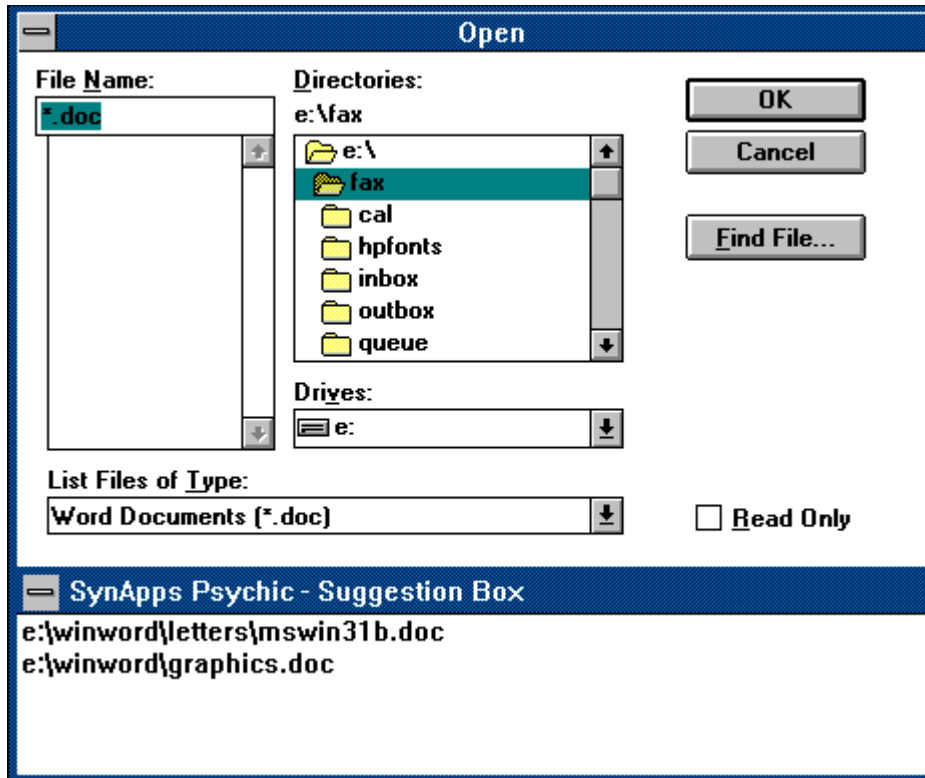 Open
File Name:
*.doc
Directories:
e:\fax
e:\
fax
cal
hpfonts
inbox
outbox
queue
Drives:
e:
List Files of Type:
Word Documents (*.doc)
OK
Cancel
Find File...
Read Only
SynApps Psychic - Suggestion Box
e:\winword\letters\mswin31b.doc
e:\winword\graphics.doc